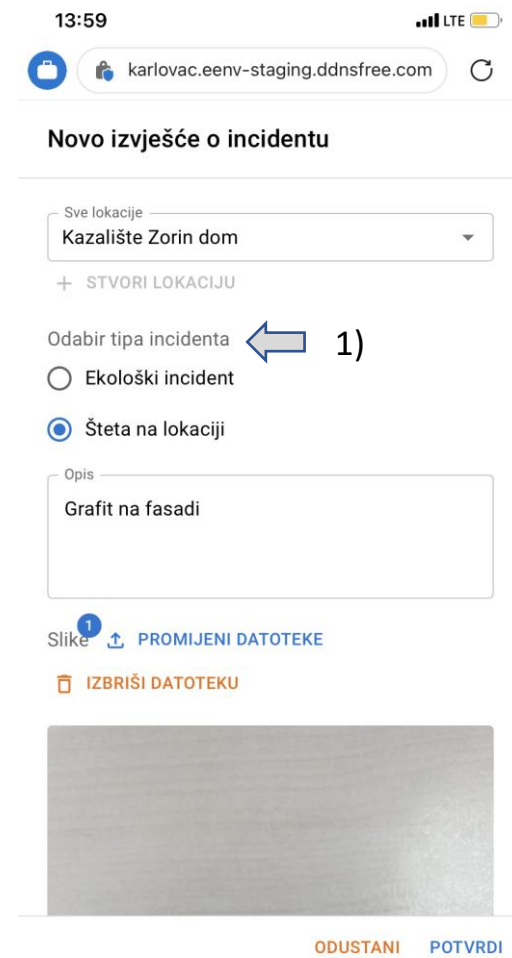 13:59 LTE
karlovac.eenv-staging.ddnsfree.com
Novo izvješće o incidentu
Sve lokacije
Kazalište Zorin dom
+ STVORI LOKACIJU
Odabir tipa incidenta 1)
Ekološki incident
Šteta na lokaciji
Opis
Grafit na fasadi
Slike 1 PROMIJENI DATOTEKE
IZBRIŠI DATOTEKU
ODUSTANI POTVRDI